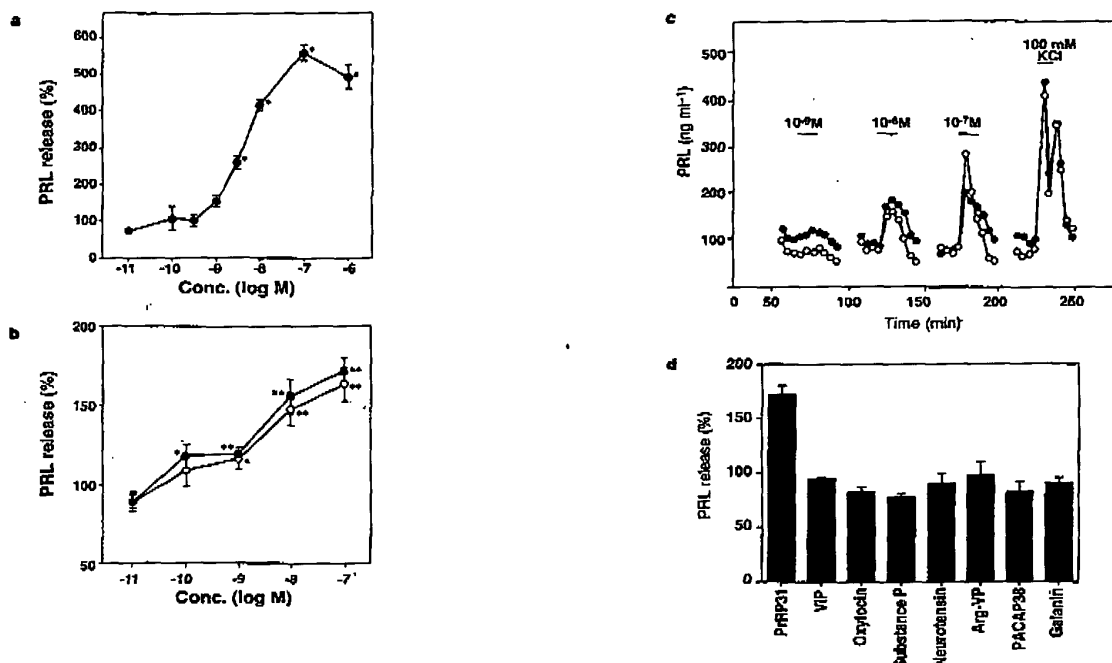 a
PRL release (%)
600
500
400
300
200
100
0
-11 -10 -9 -8 -7 -6
Conc. (log M)
b
PRL release (%)
200
150
100
50
-11 -10 -9 -8 -7
Conc. (log M)
c
PRL (ng ml-1)
500
400
300
200
100
0 50 100 150 200 250
Time (min)
10-9M
10-8M
10-7M
100 mM
KCl
d
PRL release (%)
200
150
100
50
0
PrRP31
VIP
Oxytocin
Substance P
Neurotensin
Arg-VP
PACAP38
Galanin